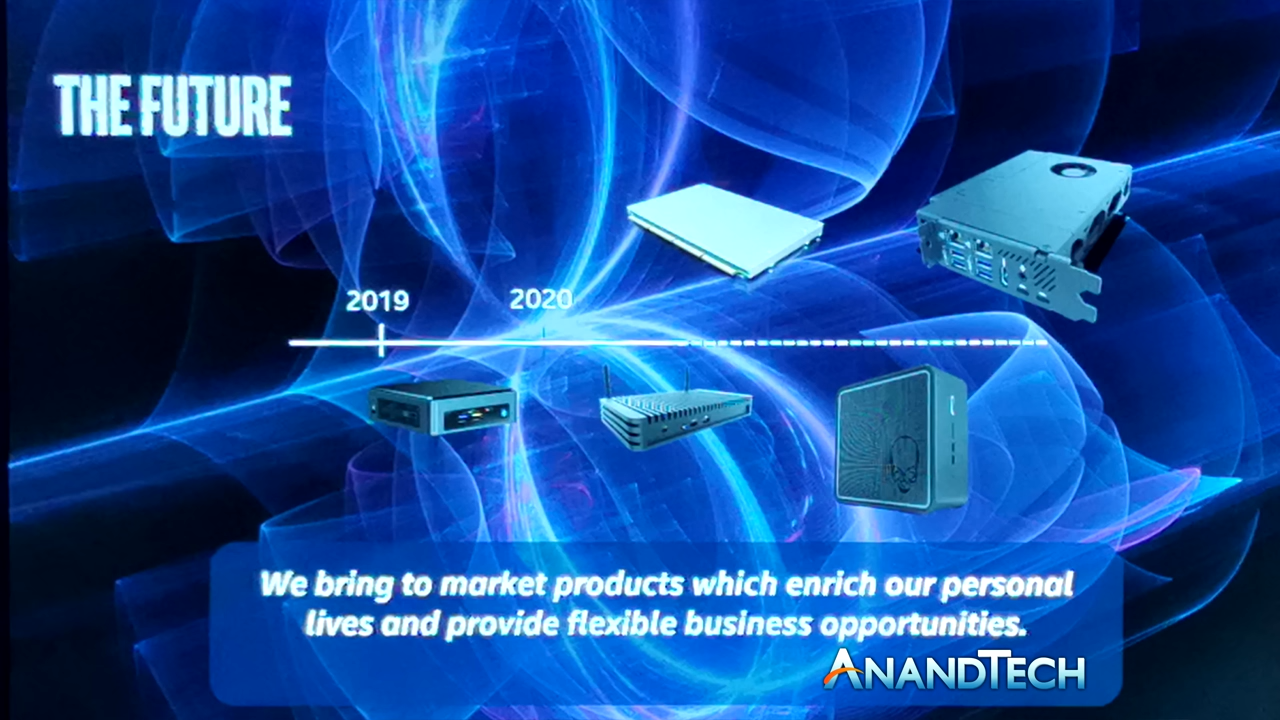 THE FUTURE
2019
2020
We bring to market products which enrich our personal
lives and provide flexible business opportunities.
ANANDTECH